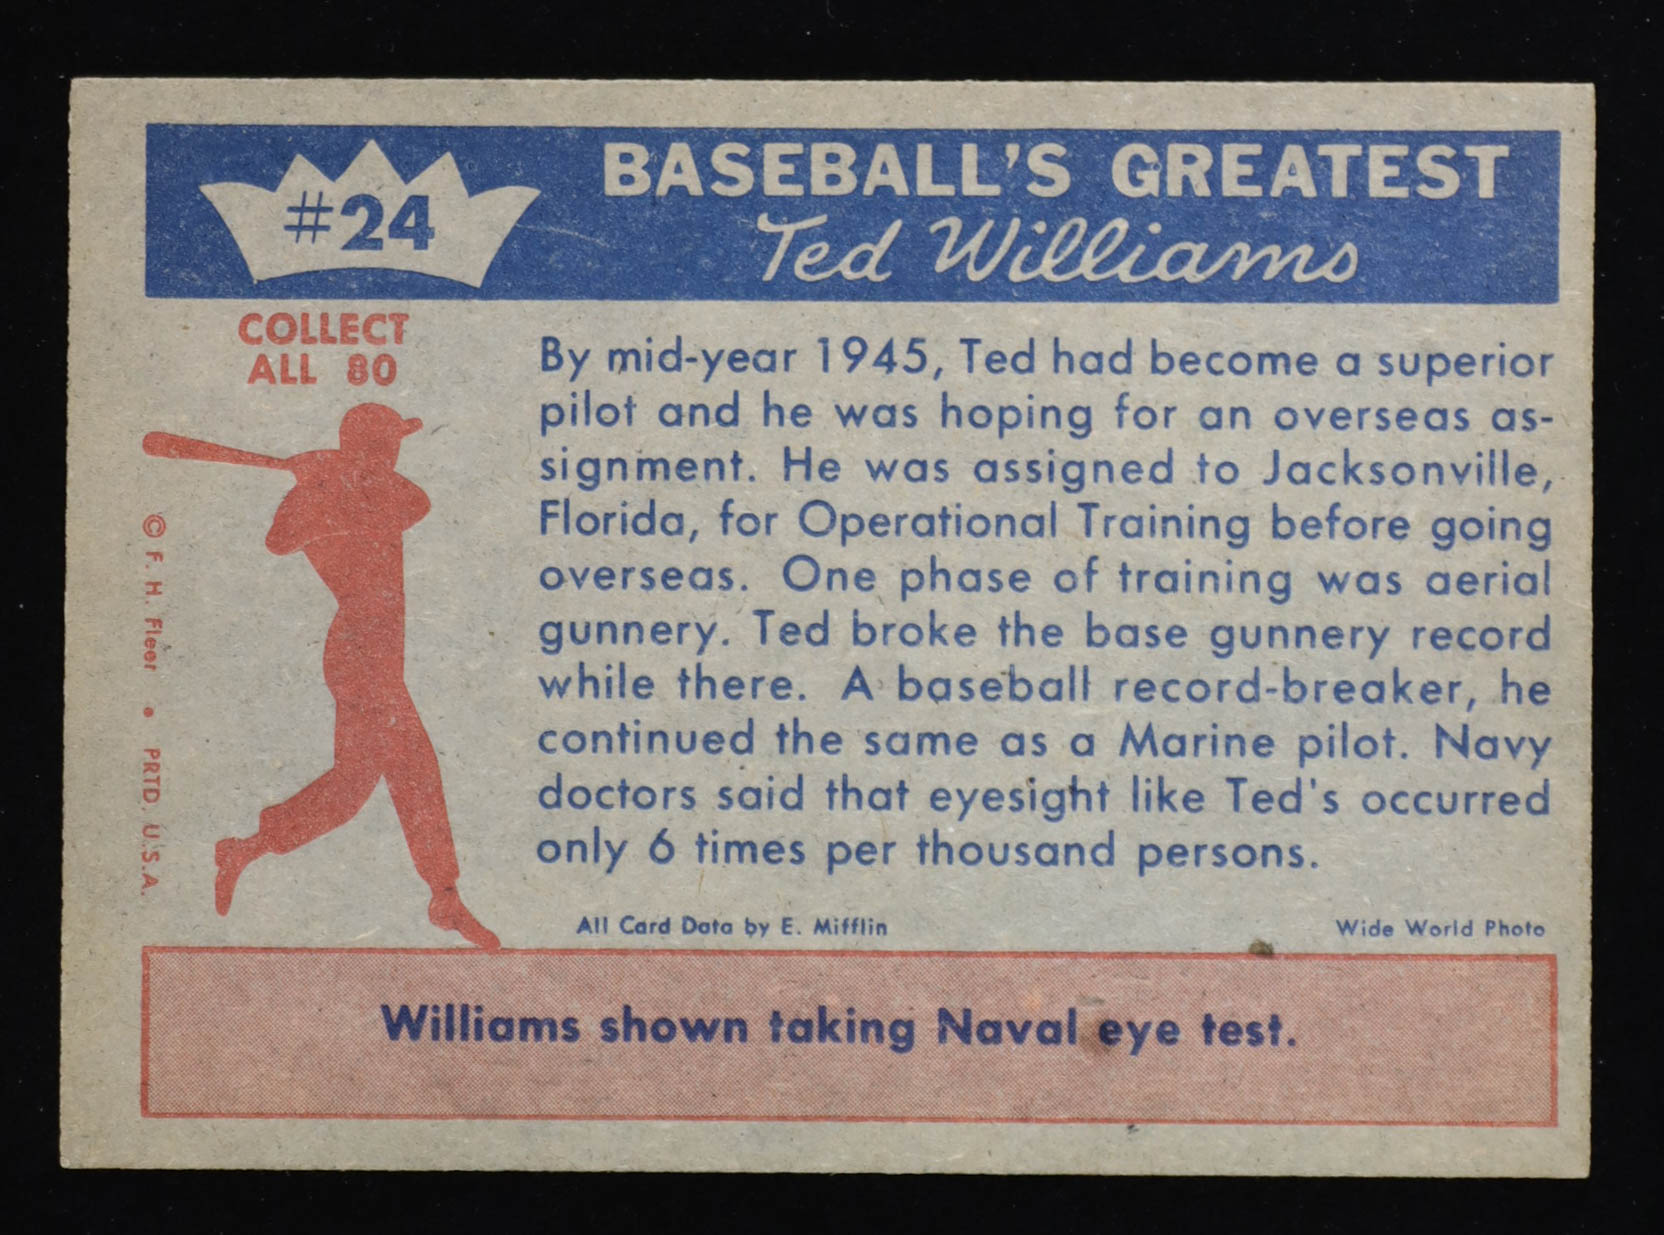 #24
BASEBALL'S GREATEST
Ted Williams
COLLECT
ALL 80
By mid-year 1945, Ted had become a superior
pilot and he was hoping for an overseas as-
signment. He was assigned to Jacksonville,
Florida, for Operational Training before going
overseas. One phase of training was aerial
gunnery. Ted broke the base gunnery record
while there. A baseball record-breaker, he
continued the same as a Marine pilot. Navy
doctors said that eyesight like Ted's occurred
only 6 times per thousand persons.
© F. H. Fleer • PRTD. U.S.A.
All Card Data by E. Mifflin
Wide World Photo
Williams shown taking Naval eye test.